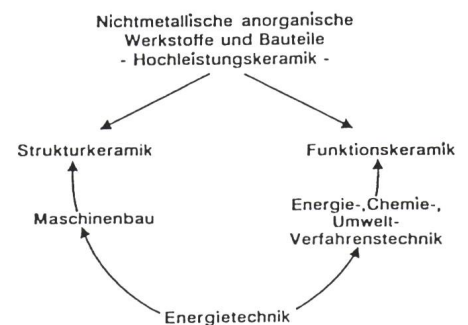 Nichtmetallische anorganische
Werkstoffe und Bauteile
- Hochleistungskeramik -
Strukturkeramik
Funktionskeramik
Maschinenbau
Energie-,Chemie-,
Umwelt-
Verfahrenstechnik
Energietechnik